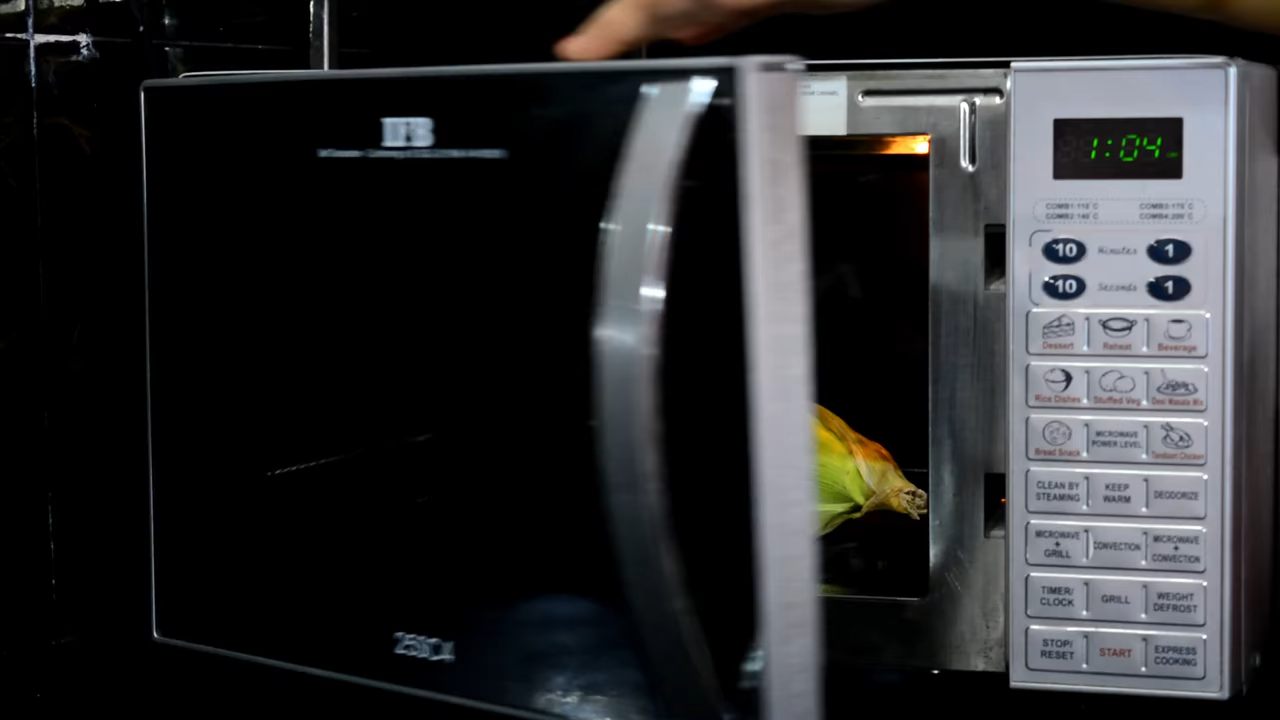 IFB
1:04
COMB1:110°C COMB3:170°C
COMB2:140°C COMB4:200°C
10 Minutes 1
10 Seconds 1
Dessert Reheat Beverage
Rice Dishes Stuffed Veg Desi Masala Mix
Bread Snack MICROWAVE POWER LEVEL Tandoori Chicken
CLEAN BY STEAMING KEEP WARM DEODORIZE
MICROWAVE + GRILL CONVECTION MICROWAVE + CONVECTION
TIMER/ CLOCK GRILL WEIGHT DEFROST
STOP/ RESET START EXPRESS COOKING